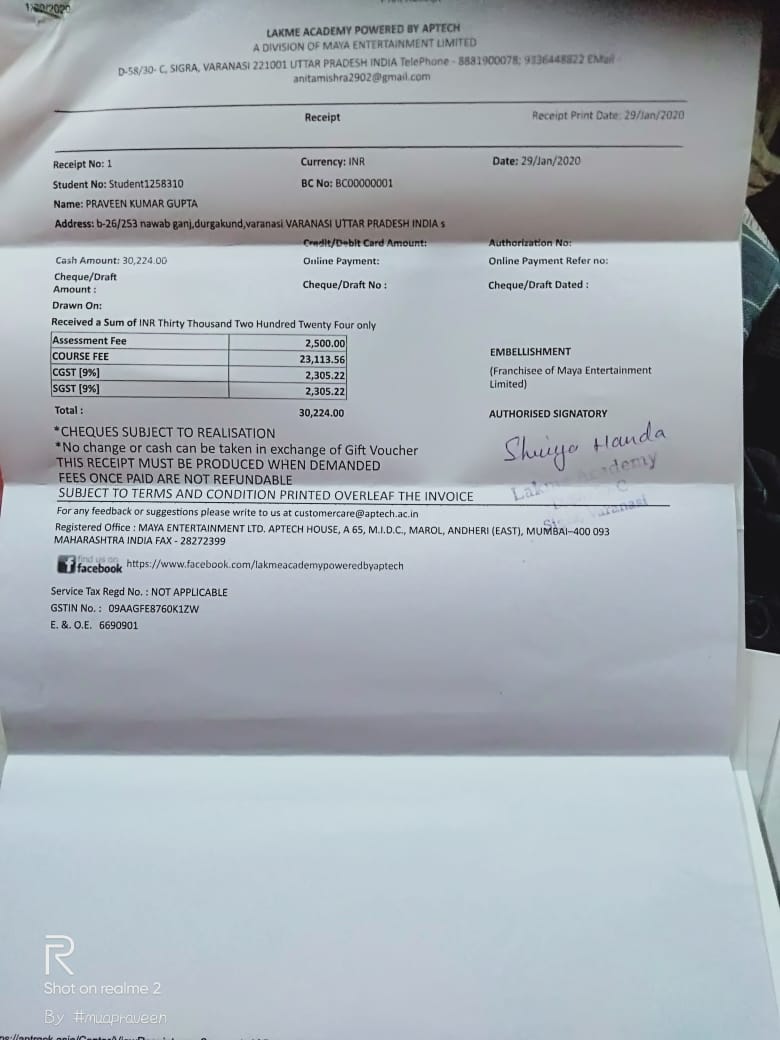 1/30/2020
LAKME ACADEMY POWERED BY APTECH
A DIVISION OF MAYA ENTERTAINMENT LIMITED
D-58/30- C, SIGRA, VARANASI 221001 UTTAR PRADESH INDIA TelePhone - 8881900078; 9336448822 EMail -
anitamishra2902@gmail.com
Receipt
Receipt Print Date: 29/Jan/2020
Receipt No: 1 Currency: INR Date: 29/Jan/2020
Student No: Student1258310 BC No: BC00000001
Name: PRAVEEN KUMAR GUPTA
Address: b-26/253 nawab ganj,durgakund,varanasi VARANASI UTTAR PRADESH INDIA s
Credit/Debit Card Amount: Authorization No:
Cash Amount: 30,224.00 Online Payment: Online Payment Refer no:
Cheque/Draft
Amount : Cheque/Draft No : Cheque/Draft Dated :
Drawn On:
Received a Sum of INR Thirty Thousand Two Hundred Twenty Four only
Assessment Fee 2,500.00
COURSE FEE 23,113.56
CGST [9%] 2,305.22
SGST [9%] 2,305.22
Total : 30,224.00
EMBELLISHMENT
(Franchisee of Maya Entertainment
Limited)
AUTHORISED SIGNATORY
Handa
Academy
C
Varanasi
*CHEQUES SUBJECT TO REALISATION
*No change or cash can be taken in exchange of Gift Voucher
THIS RECEIPT MUST BE PRODUCED WHEN DEMANDED
FEES ONCE PAID ARE NOT REFUNDABLE
SUBJECT TO TERMS AND CONDITION PRINTED OVERLEAF THE INVOICE
For any feedback or suggestions please write to us at customercare@aptech.ac.in
Registered Office : MAYA ENTERTAINMENT LTD. APTECH HOUSE, A 65, M.I.D.C., MAROL, ANDHERI (EAST), MUMBAI-400 093
MAHARASHTRA INDIA FAX - 28272399
find us on
facebook https://www.facebook.com/lakmeacademypoweredbyaptech
Service Tax Regd No. : NOT APPLICABLE
GSTIN No. : 09AAGFE8760K1ZW
E. &. O.E. 6690901
R
Shot on realme 2
By #muapraveen